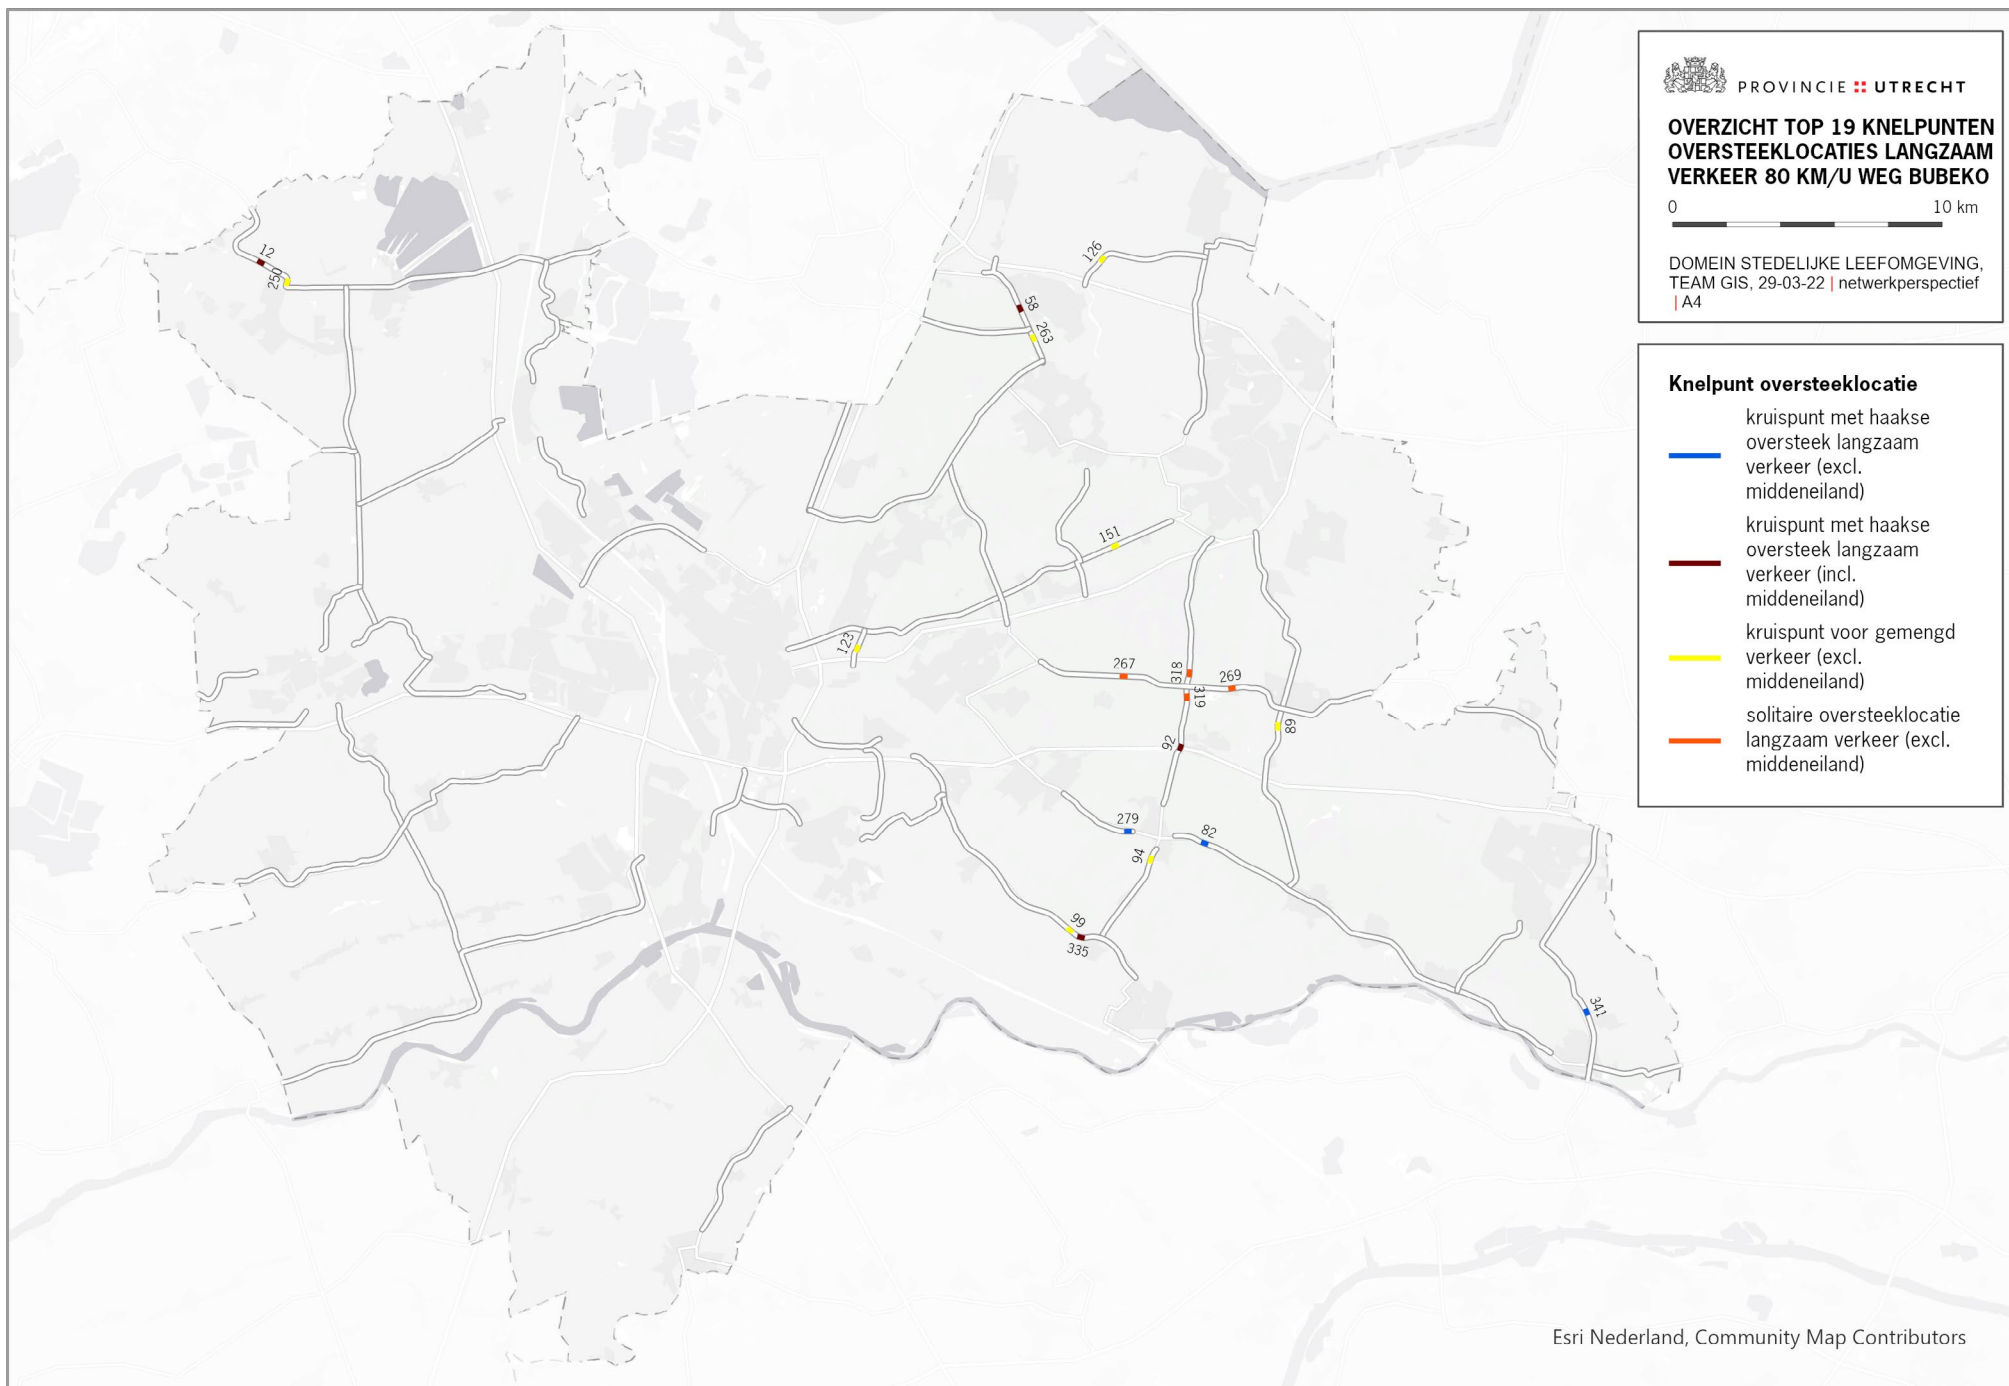 PROVINCIE UTRECHT
OVERZICHT TOP 19 KNELPUNTEN
OVERSTEEKLOCATIES LANGZAAM
VERKEER 80 KM/U WEG BUBEKO
0 10 km
DOMEIN STEDELIJKE LEEFOMGEVING,
TEAM GIS, 29-03-22 | netwerkperspectief
| A4
Knelpunt oversteeklocatie
kruispunt met haakse
oversteek langzaam
verkeer (excl.
middeneiland)
kruispunt met haakse
oversteek langzaam
verkeer (incl.
middeneiland)
kruispunt voor gemengd
verkeer (excl.
middeneiland)
solitaire oversteeklocatie
langzaam verkeer (excl.
middeneiland)
12
250
126
58
263
151
123
267
318
269
319
68
92
279
82
94
99
335
341
Esri Nederland, Community Map Contributors